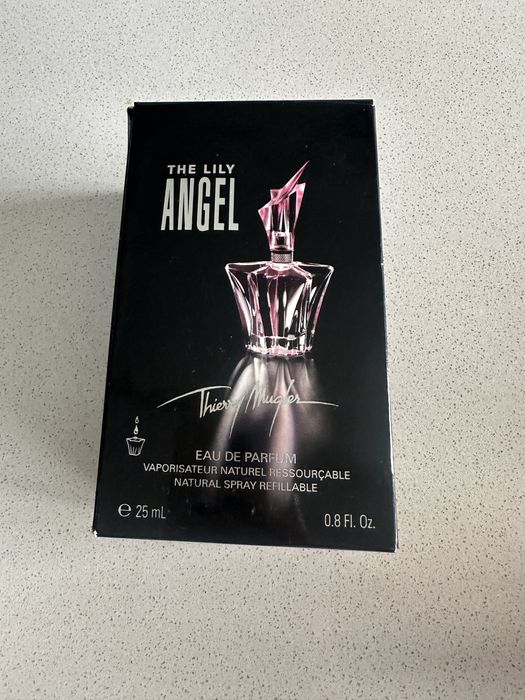 THE LILY
ANGEL
Thierry Mugler
EAU DE PARFUM
VAPORISATEUR NATUREL RESSOURÇABLE
NATURAL SPRAY REFILLABLE
℮ 25 mL
0.8 Fl. Oz.